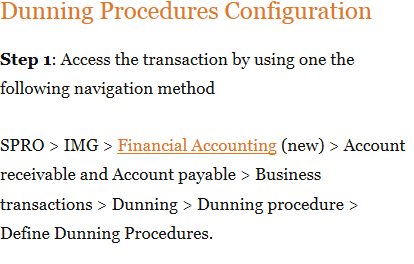 Dunning Procedures Configuration
Step 1: Access the transaction by using one the
following navigation method
SPRO > IMG > Financial Accounting (new) > Account
receivable and Account payable > Business
transactions > Dunning > Dunning procedure >
Define Dunning Procedures.